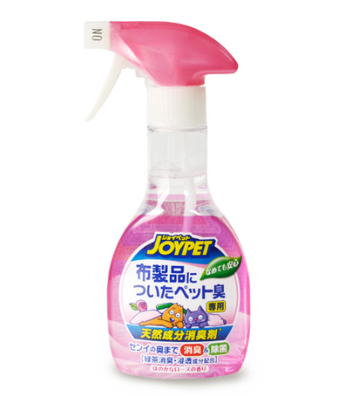 NO
ジョイペット
JOYPET
なめても安心
布製品に
ついたペット臭
専用
天然成分消臭剤
センイの奥まで 消臭&除菌
[緑茶消臭・浸透成分配合]
ほのかなローズの香り